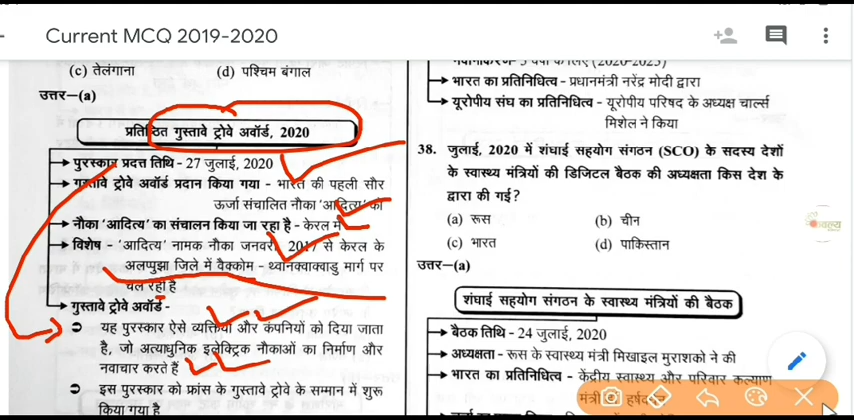 Current MCQ 2019-2020
(c) तेलंगाना (d) पश्चिम बंगाल
उत्तर–(a)
प्रतिष्ठित गुस्तावे ट्रोवे अवॉर्ड, 2020
पुरस्कार प्रदत्त तिथि - 27 जुलाई, 2020
गुस्तावे ट्रोवे अवॉर्ड प्रदान किया गया - भारत की पहली सौर
ऊर्जा संचालित नौका 'आदित्य' को
नौका 'आदित्य' का संचालन किया जा रहा है - केरल में
विशेष - 'आदित्य' नामक नौका जनवरी, 2017 से केरल के
अलप्पुझा जिले में वैक्कोम - थ्वानक्वाक्वाडु मार्ग पर
चल रही है
गुस्तावे ट्रोवे अवॉर्ड -
यह पुरस्कार ऐसे व्यक्तियों और कंपनियों को दिया जाता
है, जो अत्याधुनिक इलेक्ट्रिक नौकाओं का निर्माण और
नवाचार करते हैं
इस पुरस्कार को फ्रांस के गुस्तावे ट्रोवे के सम्मान में शुरू
किया गया है
भारत का प्रतिनिधित्व - प्रधानमंत्री नरेंद्र मोदी द्वारा
यूरोपीय संघ का प्रतिनिधित्व - यूरोपीय परिषद के अध्यक्ष चार्ल्स
मिशेल ने किया
38. जुलाई, 2020 में शंघाई सहयोग संगठन (SCO) के सदस्य देशों
के स्वास्थ्य मंत्रियों की डिजिटल बैठक की अध्यक्षता किस देश के
द्वारा की गई?
(a) रूस (b) चीन
(c) भारत (d) पाकिस्तान
उत्तर–(a)
शंघाई सहयोग संगठन के स्वास्थ्य मंत्रियों की बैठक
बैठक तिथि - 24 जुलाई, 2020
अध्यक्षता - रूस के स्वास्थ्य मंत्री मिखाइल मुराशको ने की
भारत का प्रतिनिधित्व - केंद्रीय स्वास्थ्य और परिवार कल्याण
मंत्री